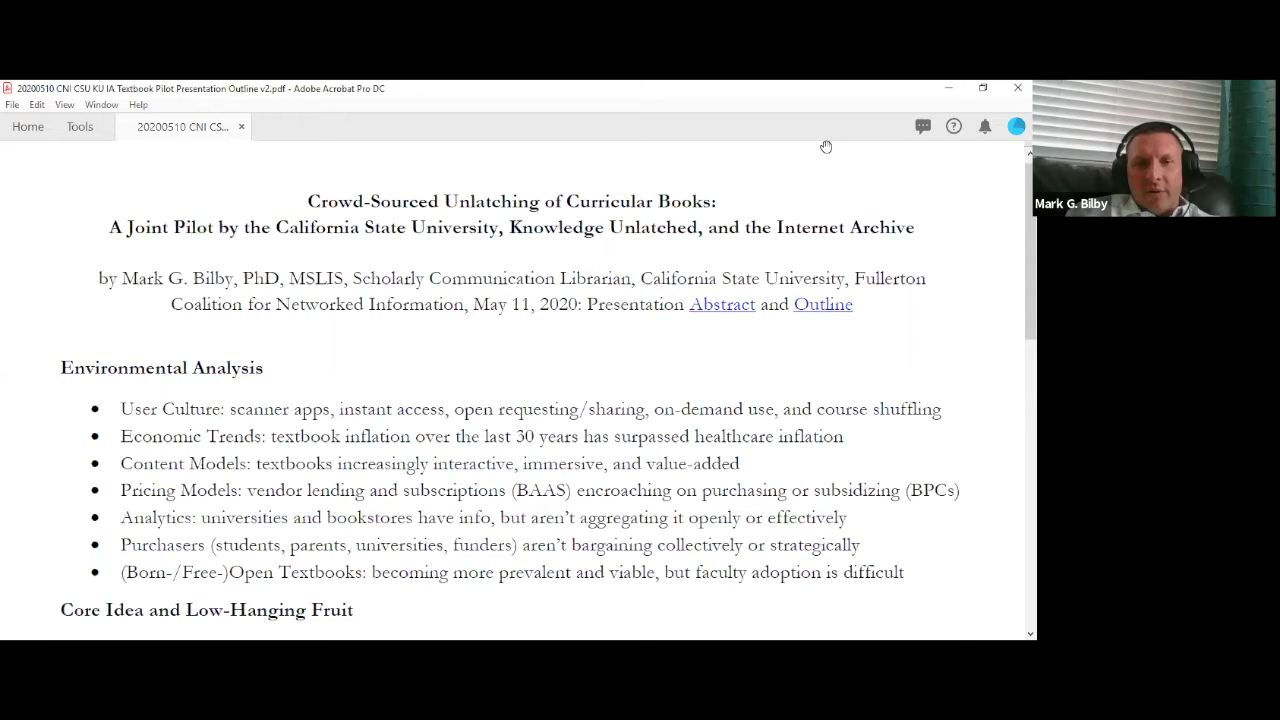 20200510 CNI CSU KU IA Textbook Pilot Presentation Outline v2.pdf - Adobe Acrobat Pro DC
File Edit View Window Help
Home Tools 20200510 CNI CS... ×
Crowd-Sourced Unlatching of Curricular Books:
A Joint Pilot by the California State University, Knowledge Unlatched, and the Internet Archive
by Mark G. Bilby, PhD, MSLIS, Scholarly Communication Librarian, California State University, Fullerton
Coalition for Networked Information, May 11, 2020: Presentation Abstract and Outline
Environmental Analysis
• User Culture: scanner apps, instant access, open requesting/sharing, on-demand use, and course shuffling
• Economic Trends: textbook inflation over the last 30 years has surpassed healthcare inflation
• Content Models: textbooks increasingly interactive, immersive, and value-added
• Pricing Models: vendor lending and subscriptions (BAAS) encroaching on purchasing or subsidizing (BPCs)
• Analytics: universities and bookstores have info, but aren't aggregating it openly or effectively
• Purchasers (students, parents, universities, funders) aren't bargaining collectively or strategically
• (Born-/Free-)Open Textbooks: becoming more prevalent and viable, but faculty adoption is difficult
Core Idea and Low-Hanging Fruit
Mark G. Bilby